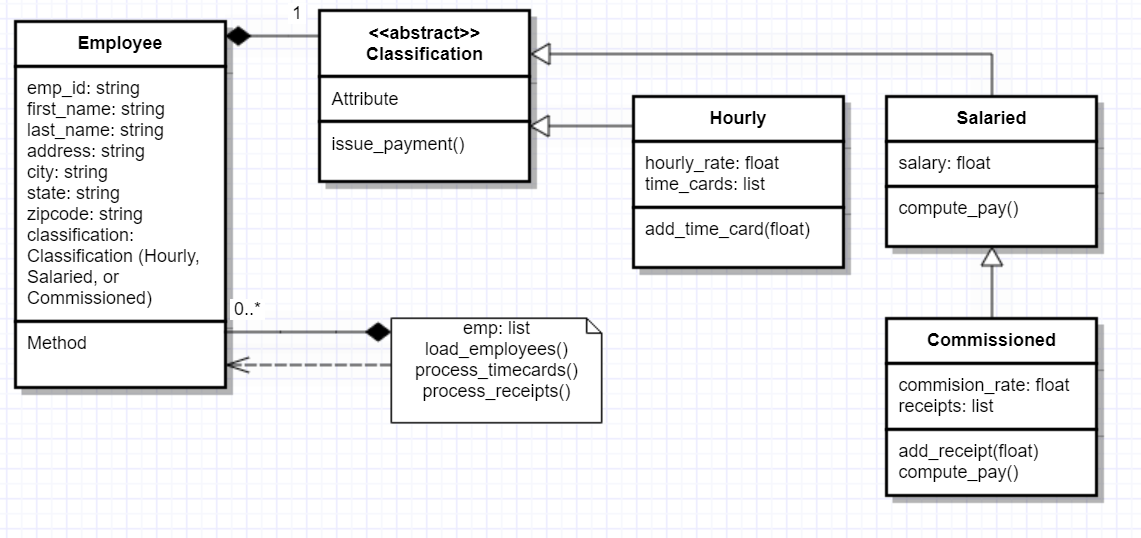 Employee
emp_id: string
first_name: string
last_name: string
address: string
city: string
state: string
zipcode: string
classification:
Classification (Hourly,
Salaried, or
Commissioned)
Method
1
<<abstract>>
Classification
Attribute
issue_payment()
Hourly
hourly_rate: float
time_cards: list
add_time_card(float)
Salaried
salary: float
compute_pay()
0..*
emp: list
load_employees()
process_timecards()
process_receipts()
Commissioned
commision_rate: float
receipts: list
add_receipt(float)
compute_pay()